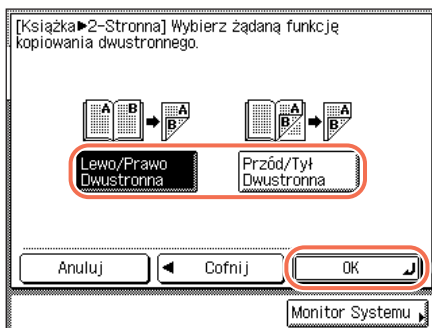 [Książka►2-Stronna] Wybierz żądaną funkcję
kopiowania dwustronnego.
A B A B
B A A B
Lewo/Prawo
Dwustronna
Przód/Tył
Dwustronna
Anuluj
◄ Cofnij
OK
Monitor Systemu